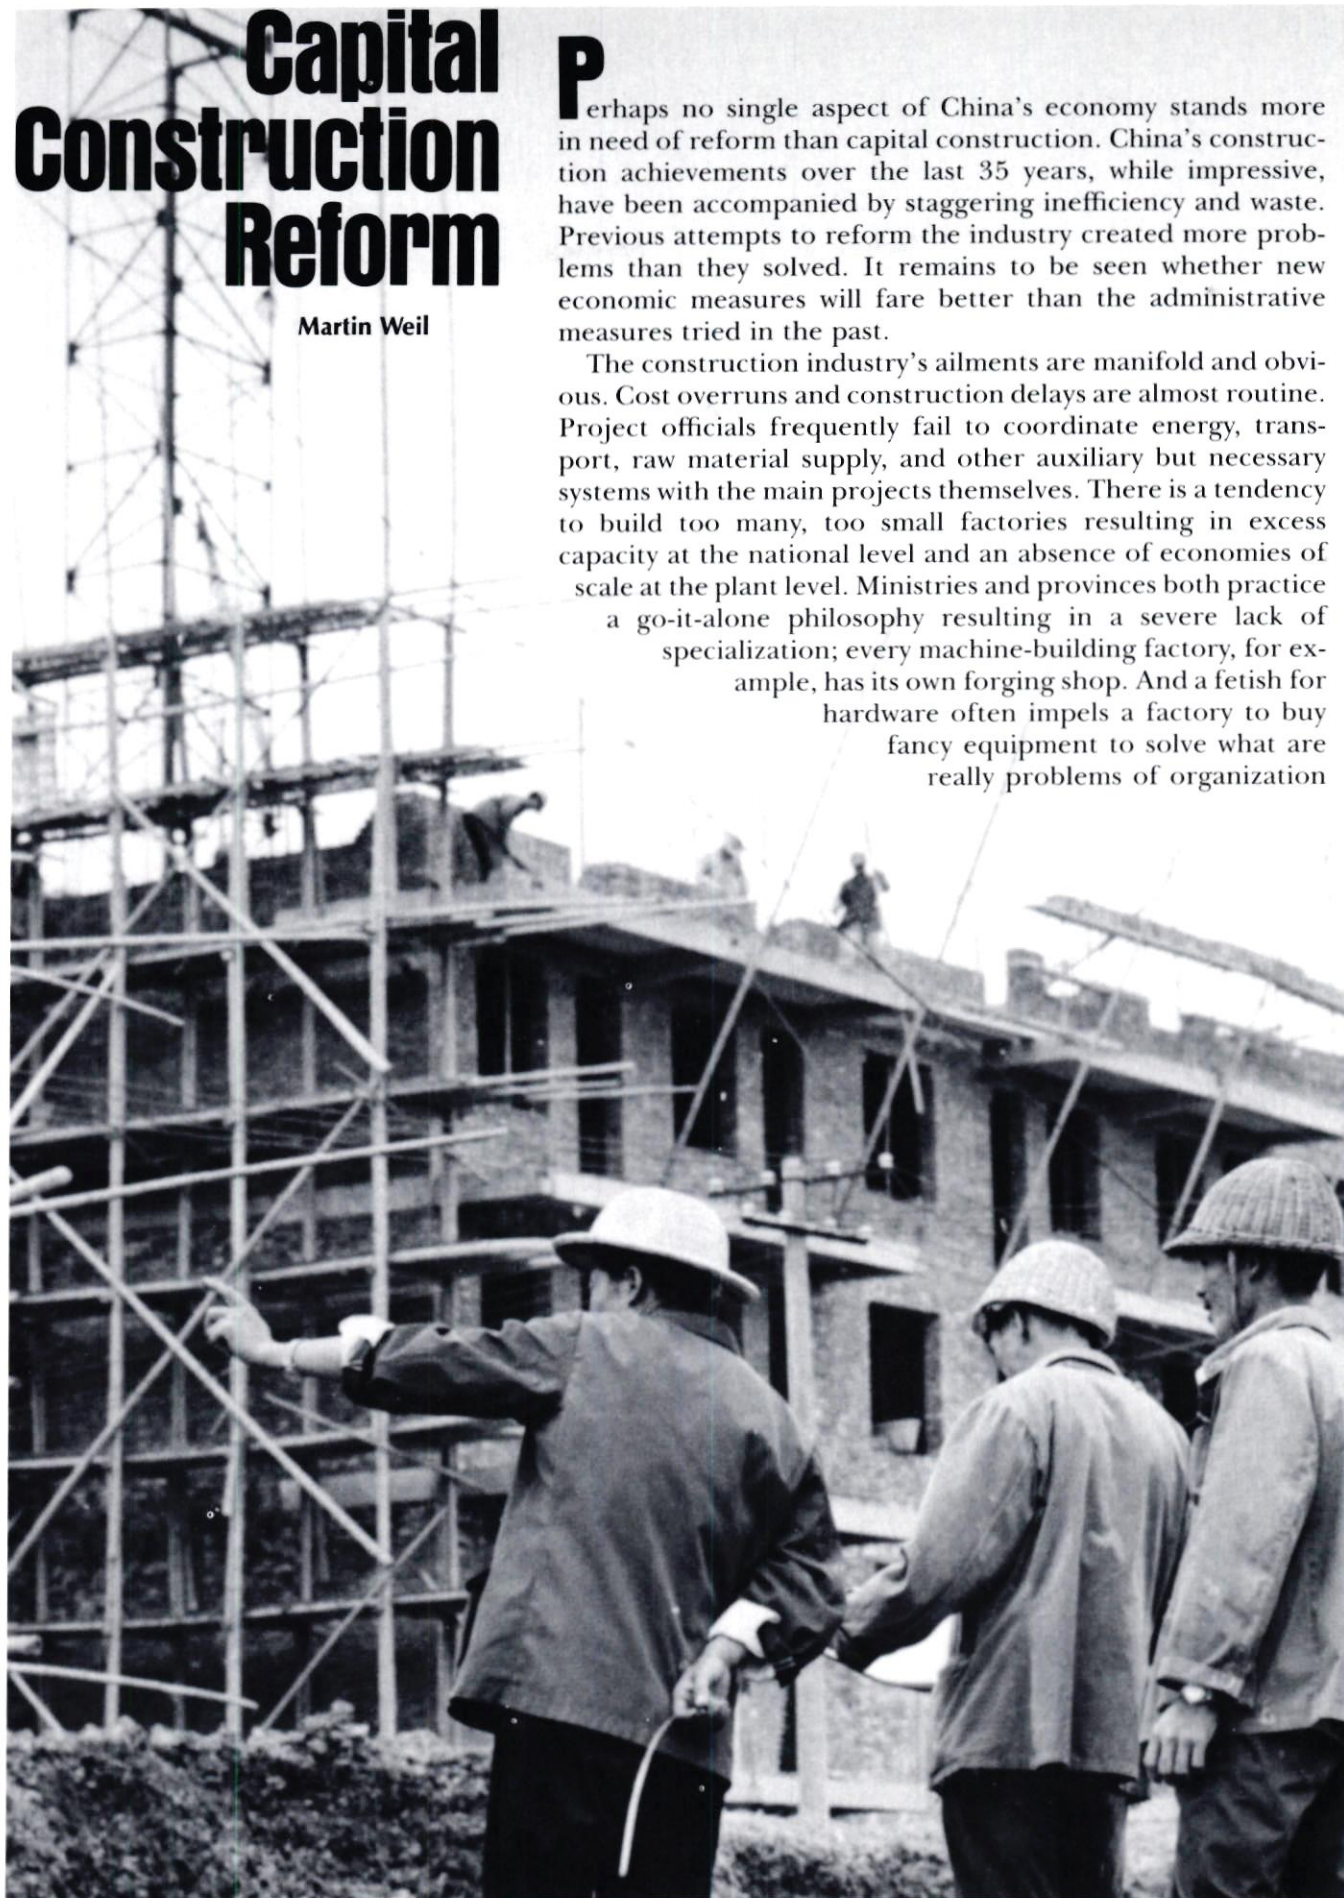 Capital
Construction
Reform
Martin Weil
Perhaps no single aspect of China's economy stands more
in need of reform than capital construction. China's construc-
tion achievements over the last 35 years, while impressive,
have been accompanied by staggering inefficiency and waste.
Previous attempts to reform the industry created more prob-
lems than they solved. It remains to be seen whether new
economic measures will fare better than the administrative
measures tried in the past.
The construction industry's ailments are manifold and obvi-
ous. Cost overruns and construction delays are almost routine.
Project officials frequently fail to coordinate energy, trans-
port, raw material supply, and other auxiliary but necessary
systems with the main projects themselves. There is a tendency
to build too many, too small factories resulting in excess
capacity at the national level and an absence of economies of
scale at the plant level. Ministries and provinces both practice
a go-it-alone philosophy resulting in a severe lack of
specialization; every machine-building factory, for ex-
ample, has its own forging shop. And a fetish for
hardware often impels a factory to buy
fancy equipment to solve what are
really problems of organization